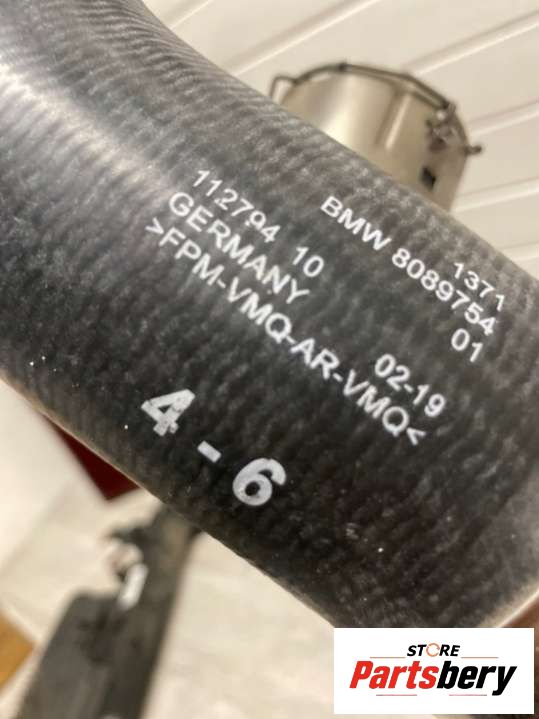 1371
BMW 8089754
01
112794 10
GERMANY
02-19
>FPM-VMQ-AR-VMQ<
4 - 6
STORE
Partsbery